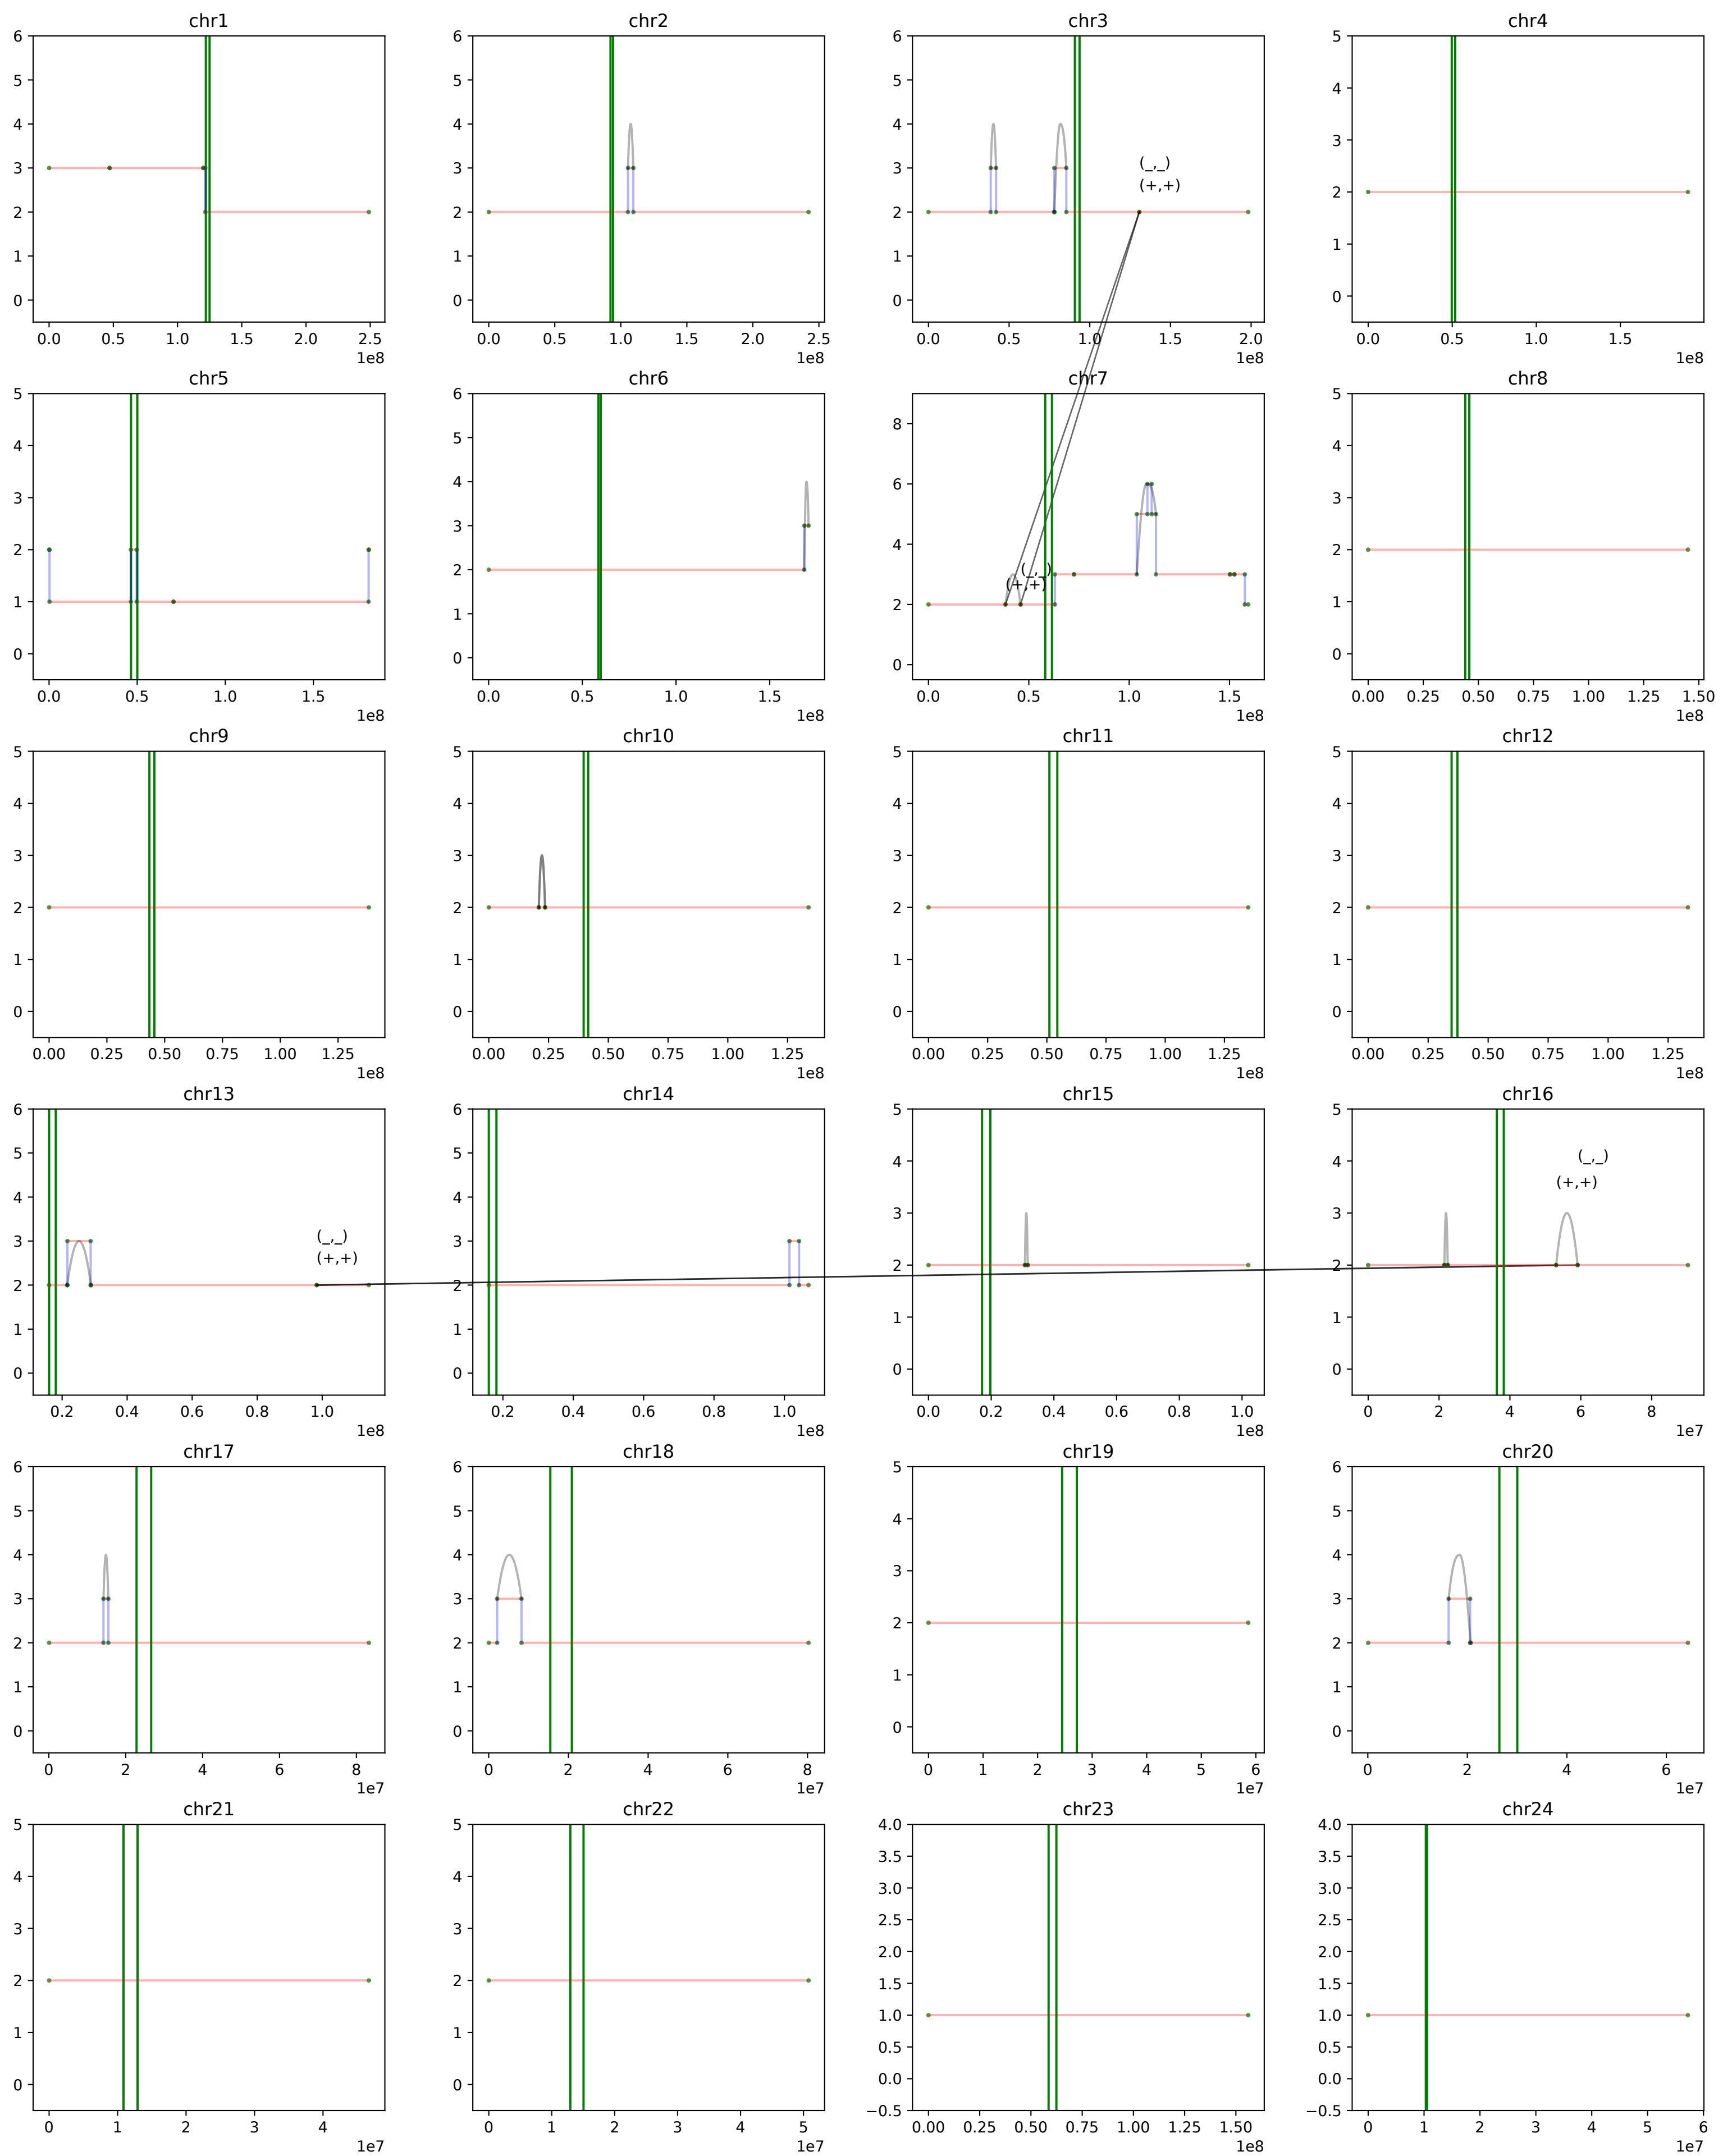 chr1 chr2 chr3 chr4
6 6 6 5
5 5 5 4
4 4 4 3
3 3 3 (_,_) 2
(+,+)
2 2 2 1
1 1 1 0
0 0 0
0.0 0.5 1.0 1.5 2.0 2.5 0.0 0.5 1.0 1.5 2.0 2.5 0.0 0.5 1.0 1.5 2.0 0.0 0.5 1.0 1.5
1e8 1e8 1e8 1e8
chr5 chr6 chr7 chr8
5 6 8 5
4 5 6 4
3 4 4 3
2 3 (_,_) 2
1 2 (+,+) 1
0 1 2 0
0 0
0.0 0.5 1.0 1.5 0.0 0.5 1.0 1.5 0.0 0.5 1.0 1.5 0.00 0.25 0.50 0.75 1.00 1.25 1.50
1e8 1e8 1e8 1e8
chr9 chr10 chr11 chr12
5 5 5 5
4 4 4 4
3 3 3 3
2 2 2 2
1 1 1 1
0 0 0 0
0.00 0.25 0.50 0.75 1.00 1.25 0.00 0.25 0.50 0.75 1.00 1.25 0.00 0.25 0.50 0.75 1.00 1.25 0.00 0.25 0.50 0.75 1.00 1.25
1e8 1e8 1e8 1e8
chr13 chr14 chr15 chr16
6 6 5 5
5 5 4 4 (_,_)
4 4 3 3 (+,+)
3 (_,_) 3 2 2
(+,+)
2 2 1 1
1 1 0 0
0 0
0.2 0.4 0.6 0.8 1.0 0.2 0.4 0.6 0.8 1.0 0.0 0.2 0.4 0.6 0.8 1.0 0 2 4 6 8
1e8 1e8 1e8 1e7
chr17 chr18 chr19 chr20
6 6 5 6
5 5 4 5
4 4 3 4
3 3 2 3
2 2 1 2
1 1 0 1
0 0 0
0 2 4 6 8 0 2 4 6 8 0 1 2 3 4 5 6 0 2 4 6
1e7 1e7 1e7 1e7
chr21 chr22 chr23 chr24
5 5 4.0 4.0
4 4 3.5 3.5
3 3 3.0 3.0
2 2 2.5 2.5
1 1 2.0 2.0
0 0 1.5 1.5
1.0 1.0
0.5 0.5
0.0 0.0
−0.5 −0.5
0 1 2 3 4 0 1 2 3 4 5 0.00 0.25 0.50 0.75 1.00 1.25 1.50 0 1 2 3 4 5 6
1e7 1e7 1e8 1e7